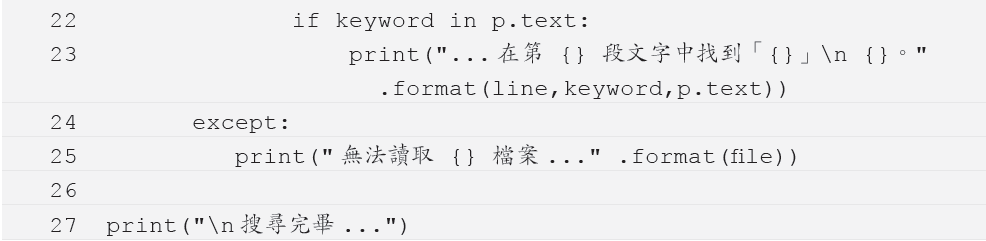 22                if keyword in p.text:
23                    print("... 在第 {} 段文字中找到「{}」\n {}。"
                      .format(line,keyword,p.text))
24         except:
25            print(" 無法讀取 {} 檔案 ..." .format(file))
26
27  print("\n 搜尋完畢 ...")